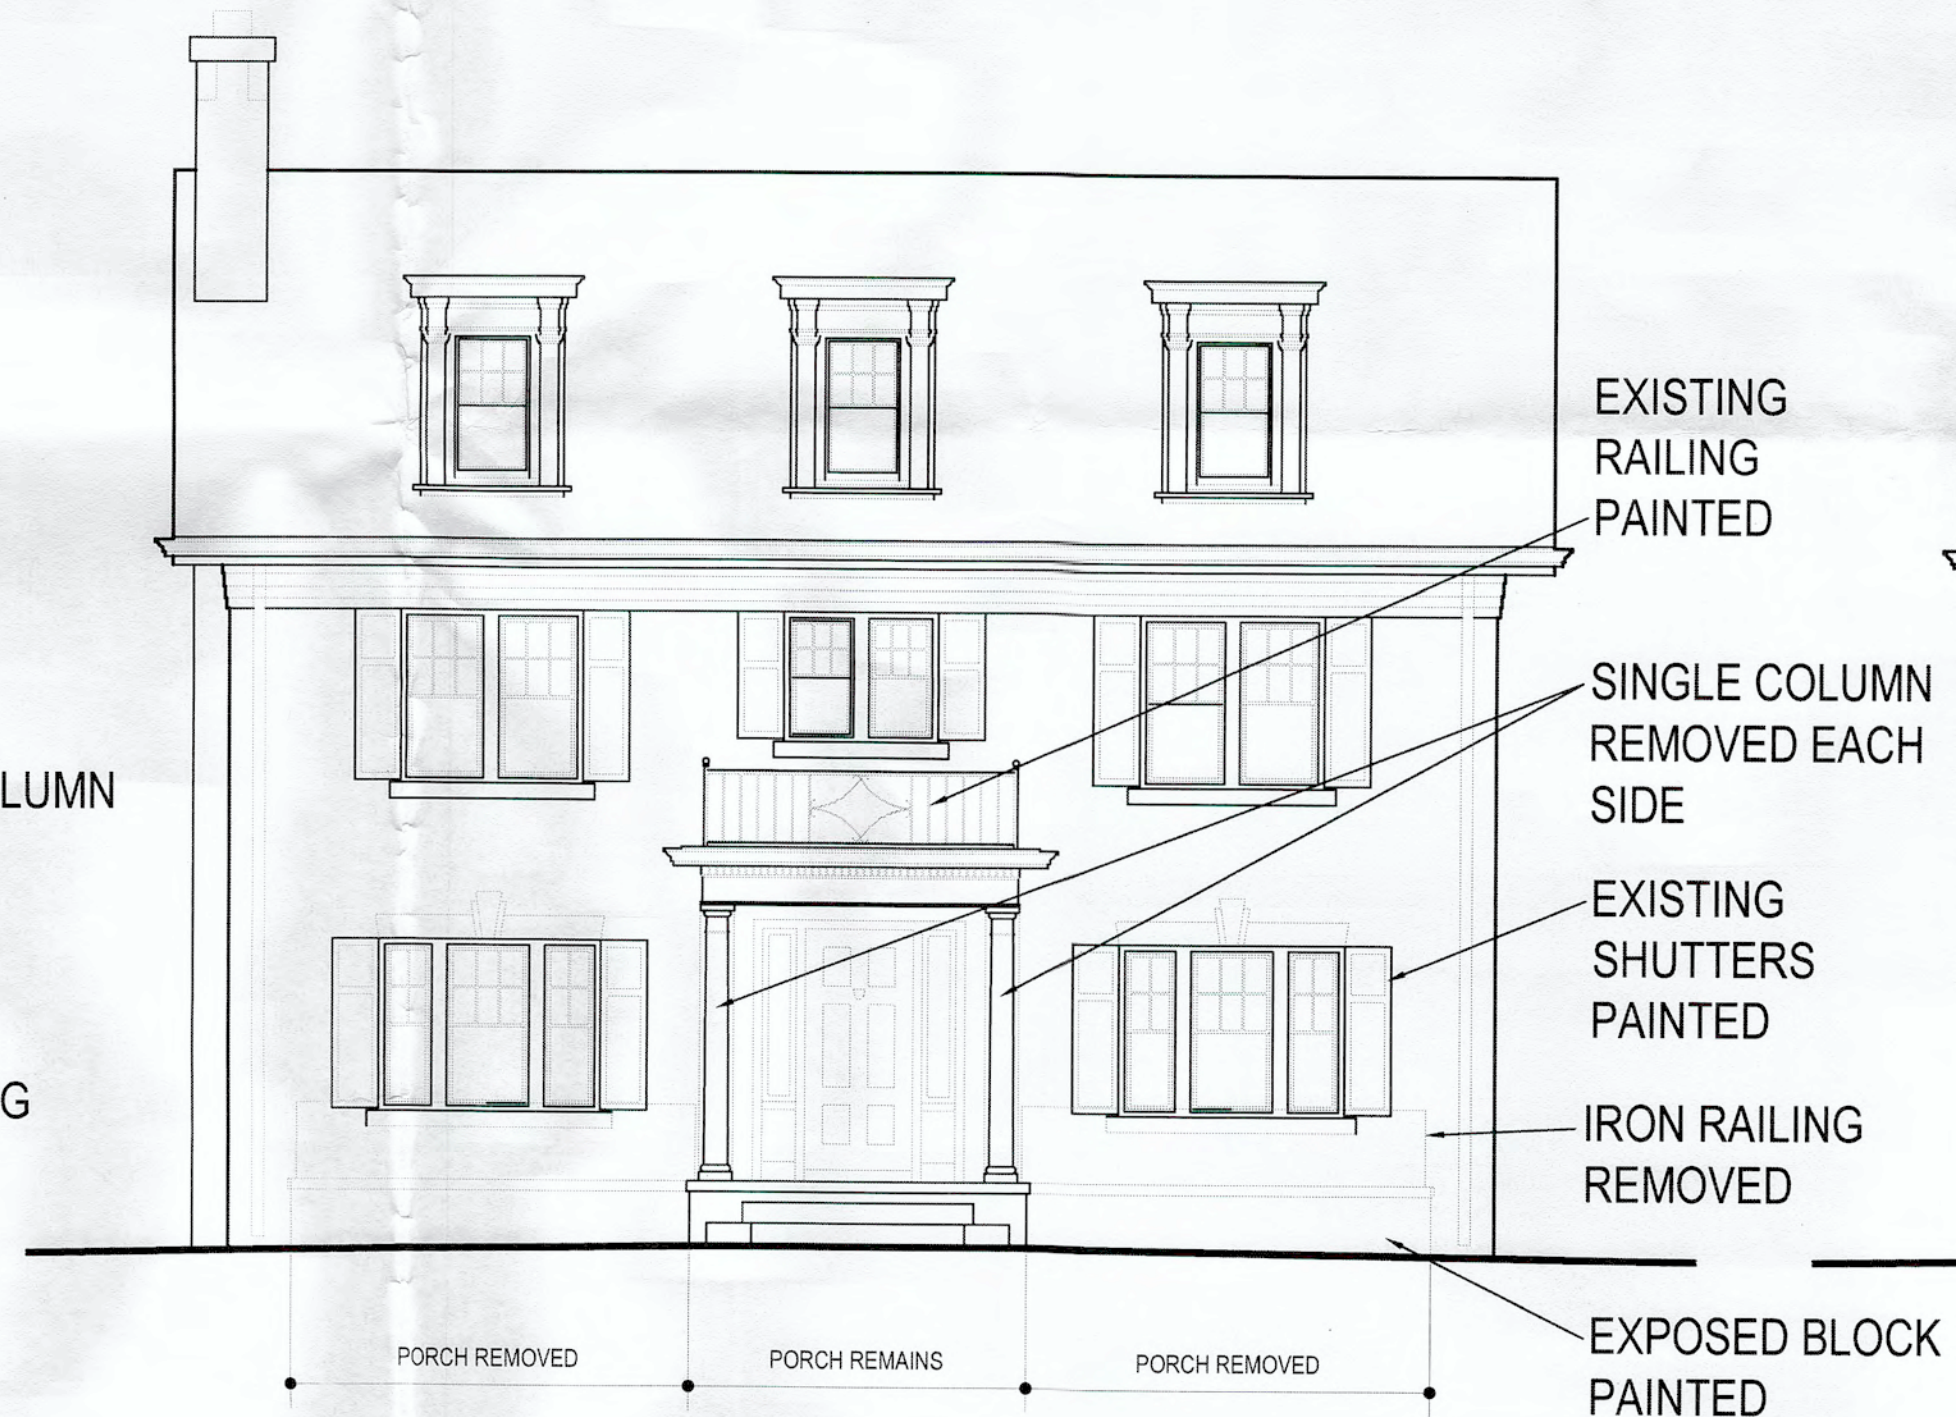 EXISTING
RAILING
PAINTED
SINGLE COLUMN
REMOVED EACH
SIDE
LUMN
EXISTING
SHUTTERS
PAINTED
G
IRON RAILING
REMOVED
EXPOSED BLOCK
PAINTED
PORCH REMOVED
PORCH REMAINS
PORCH REMOVED